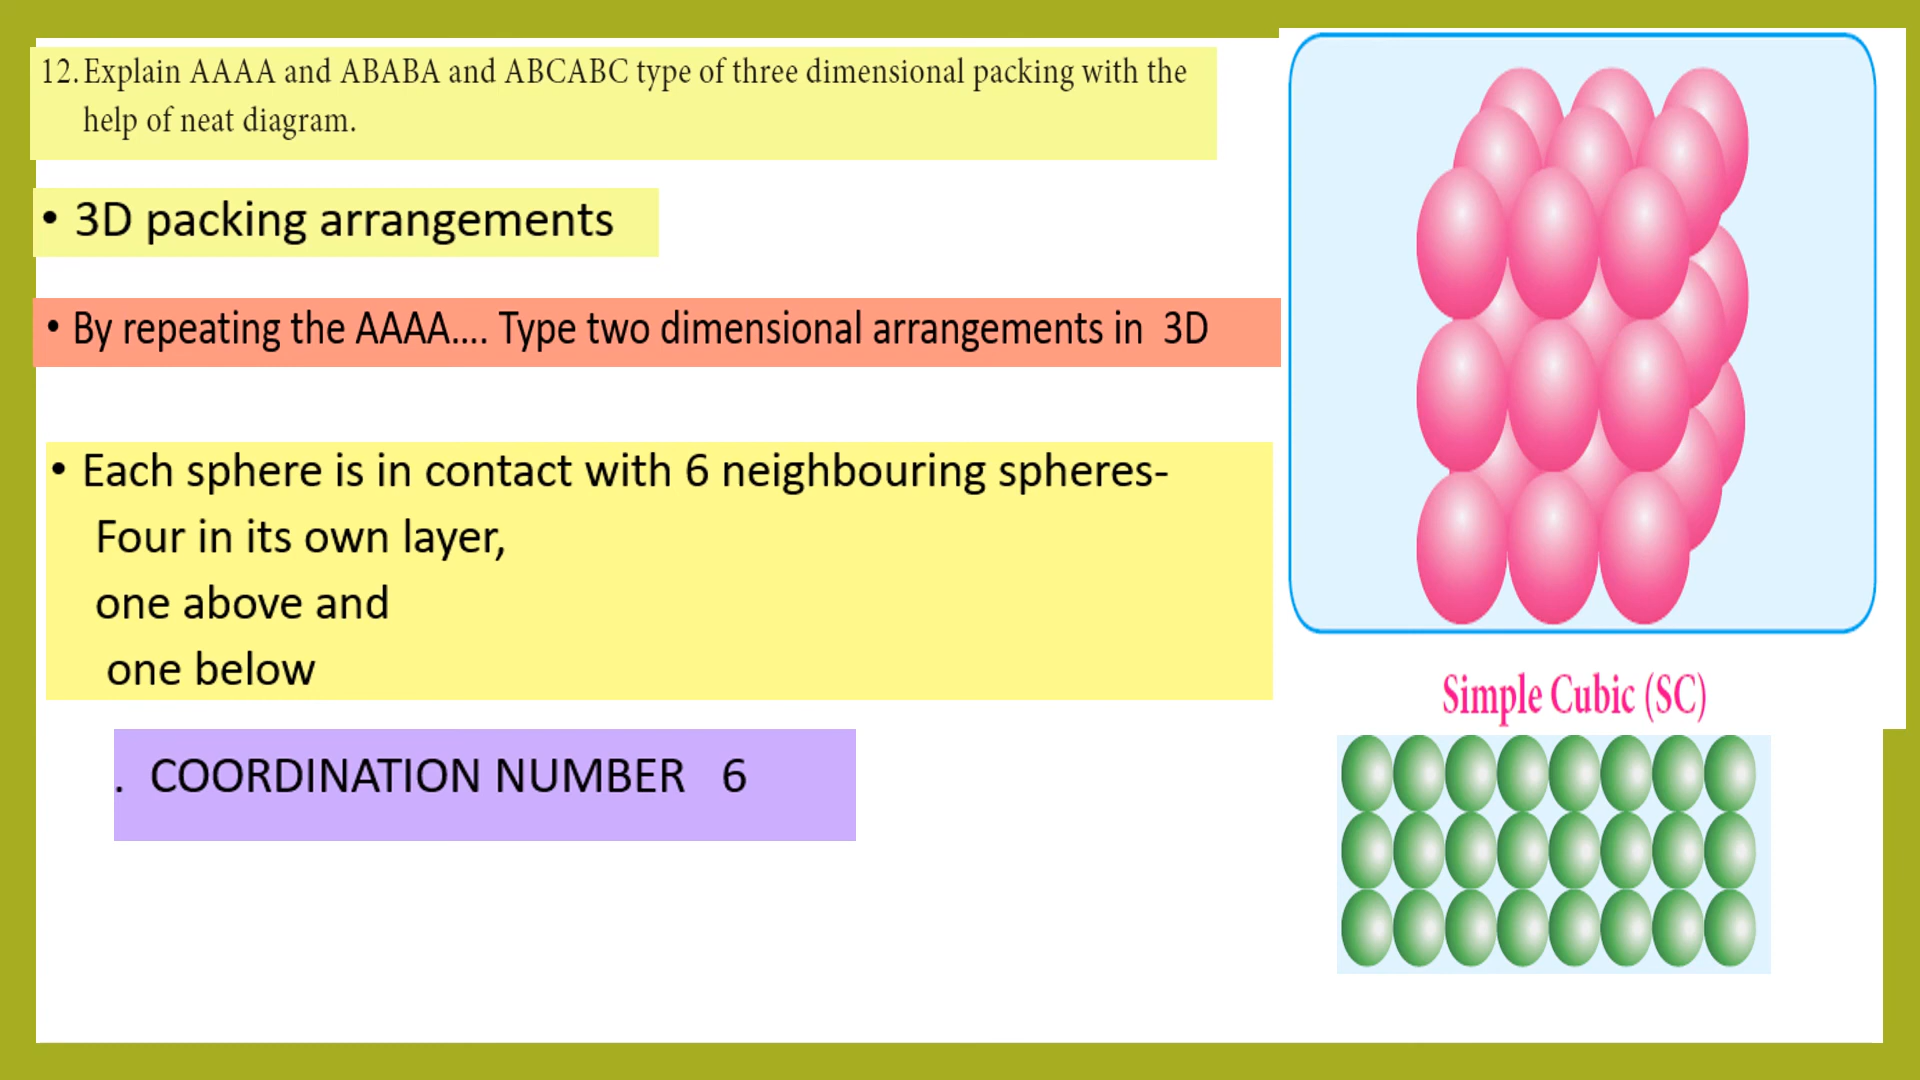 12. Explain AAAA and ABABA and ABCABC type of three dimensional packing with the
help of neat diagram.
• 3D packing arrangements
• By repeating the AAAA.... Type two dimensional arrangements in 3D
• Each sphere is in contact with 6 neighbouring spheres-
Four in its own layer,
one above and
one below
. COORDINATION NUMBER 6
Simple Cubic (SC)